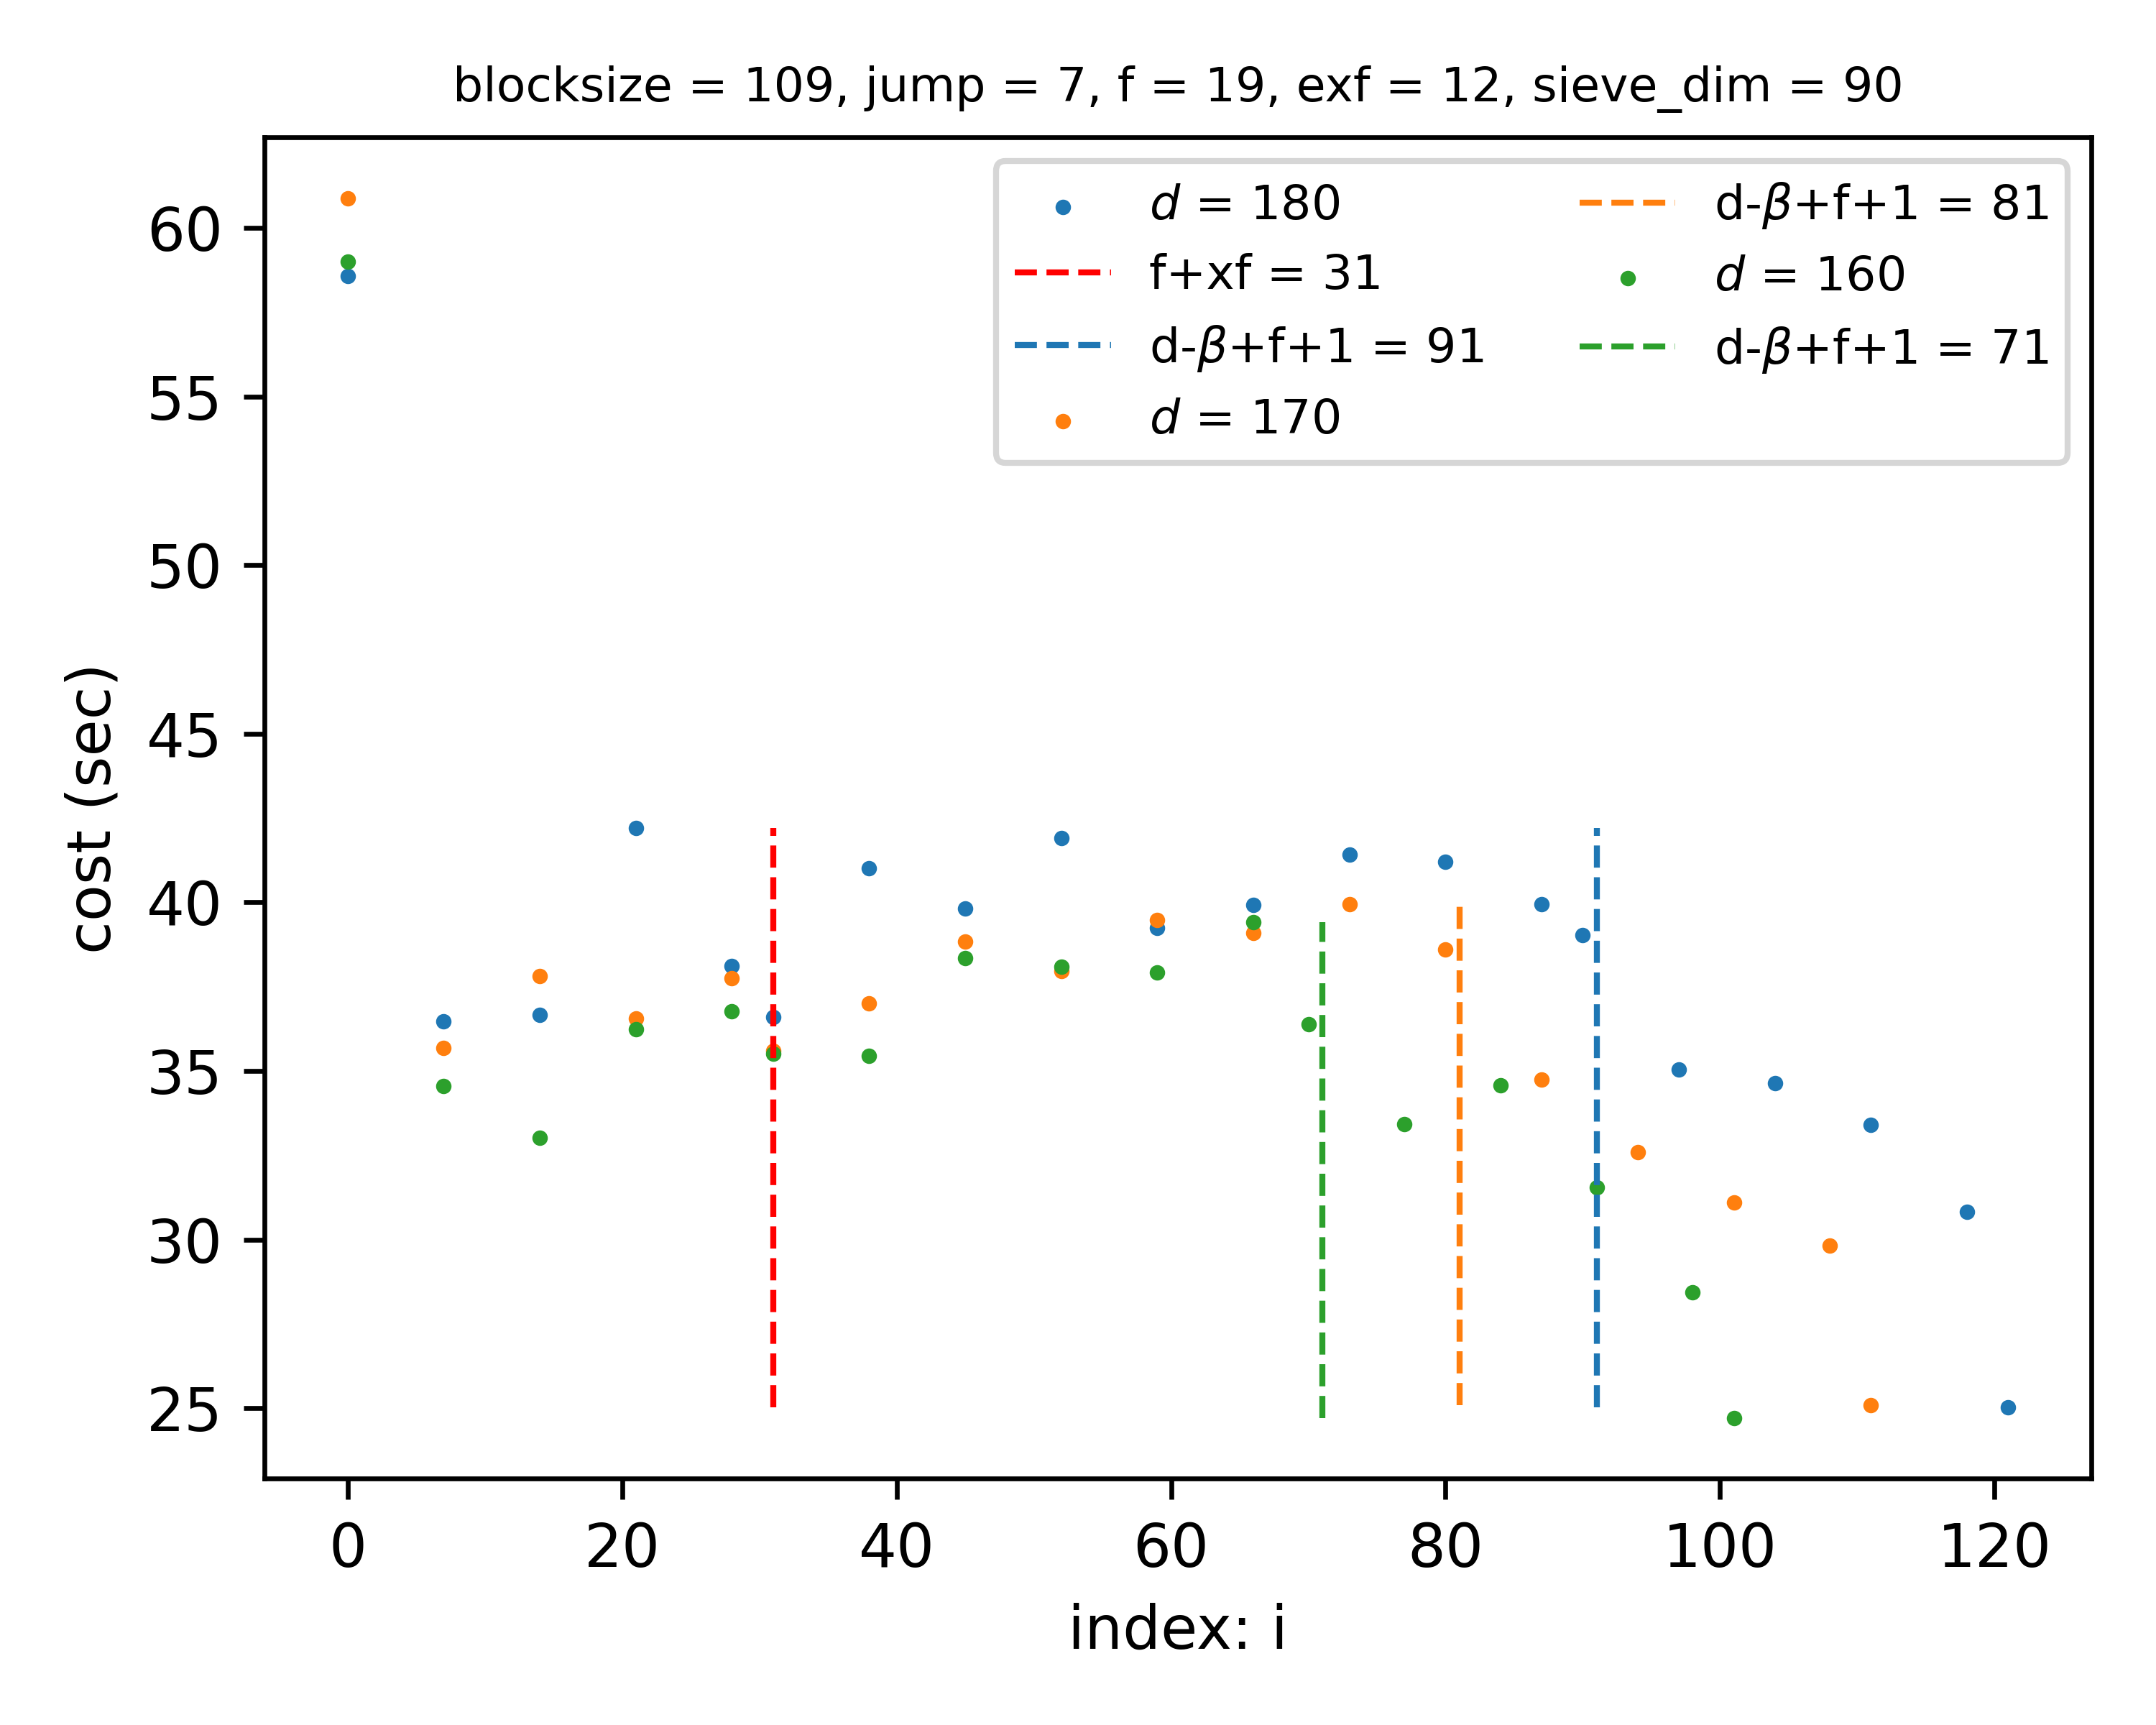 blocksize = 109, jump = 7, f = 19, exf = 12, sieve_dim = 90
d = 180
f+xf = 31
d-β+f+1 = 91
d = 170
d-β+f+1 = 81
d = 160
d-β+f+1 = 71
60
55
50
45
40
35
30
25
cost (sec)
0 20 40 60 80 100 120
index: i